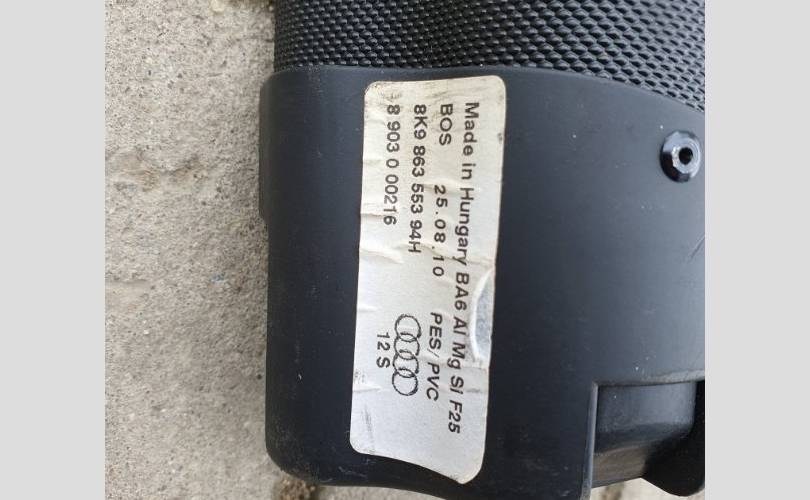 Made in Hungary BA6 Al Mg Si F25
BOS 25.08.10 PES/PVC
8K9 863 553 94H
8 903 0 00216
12 S